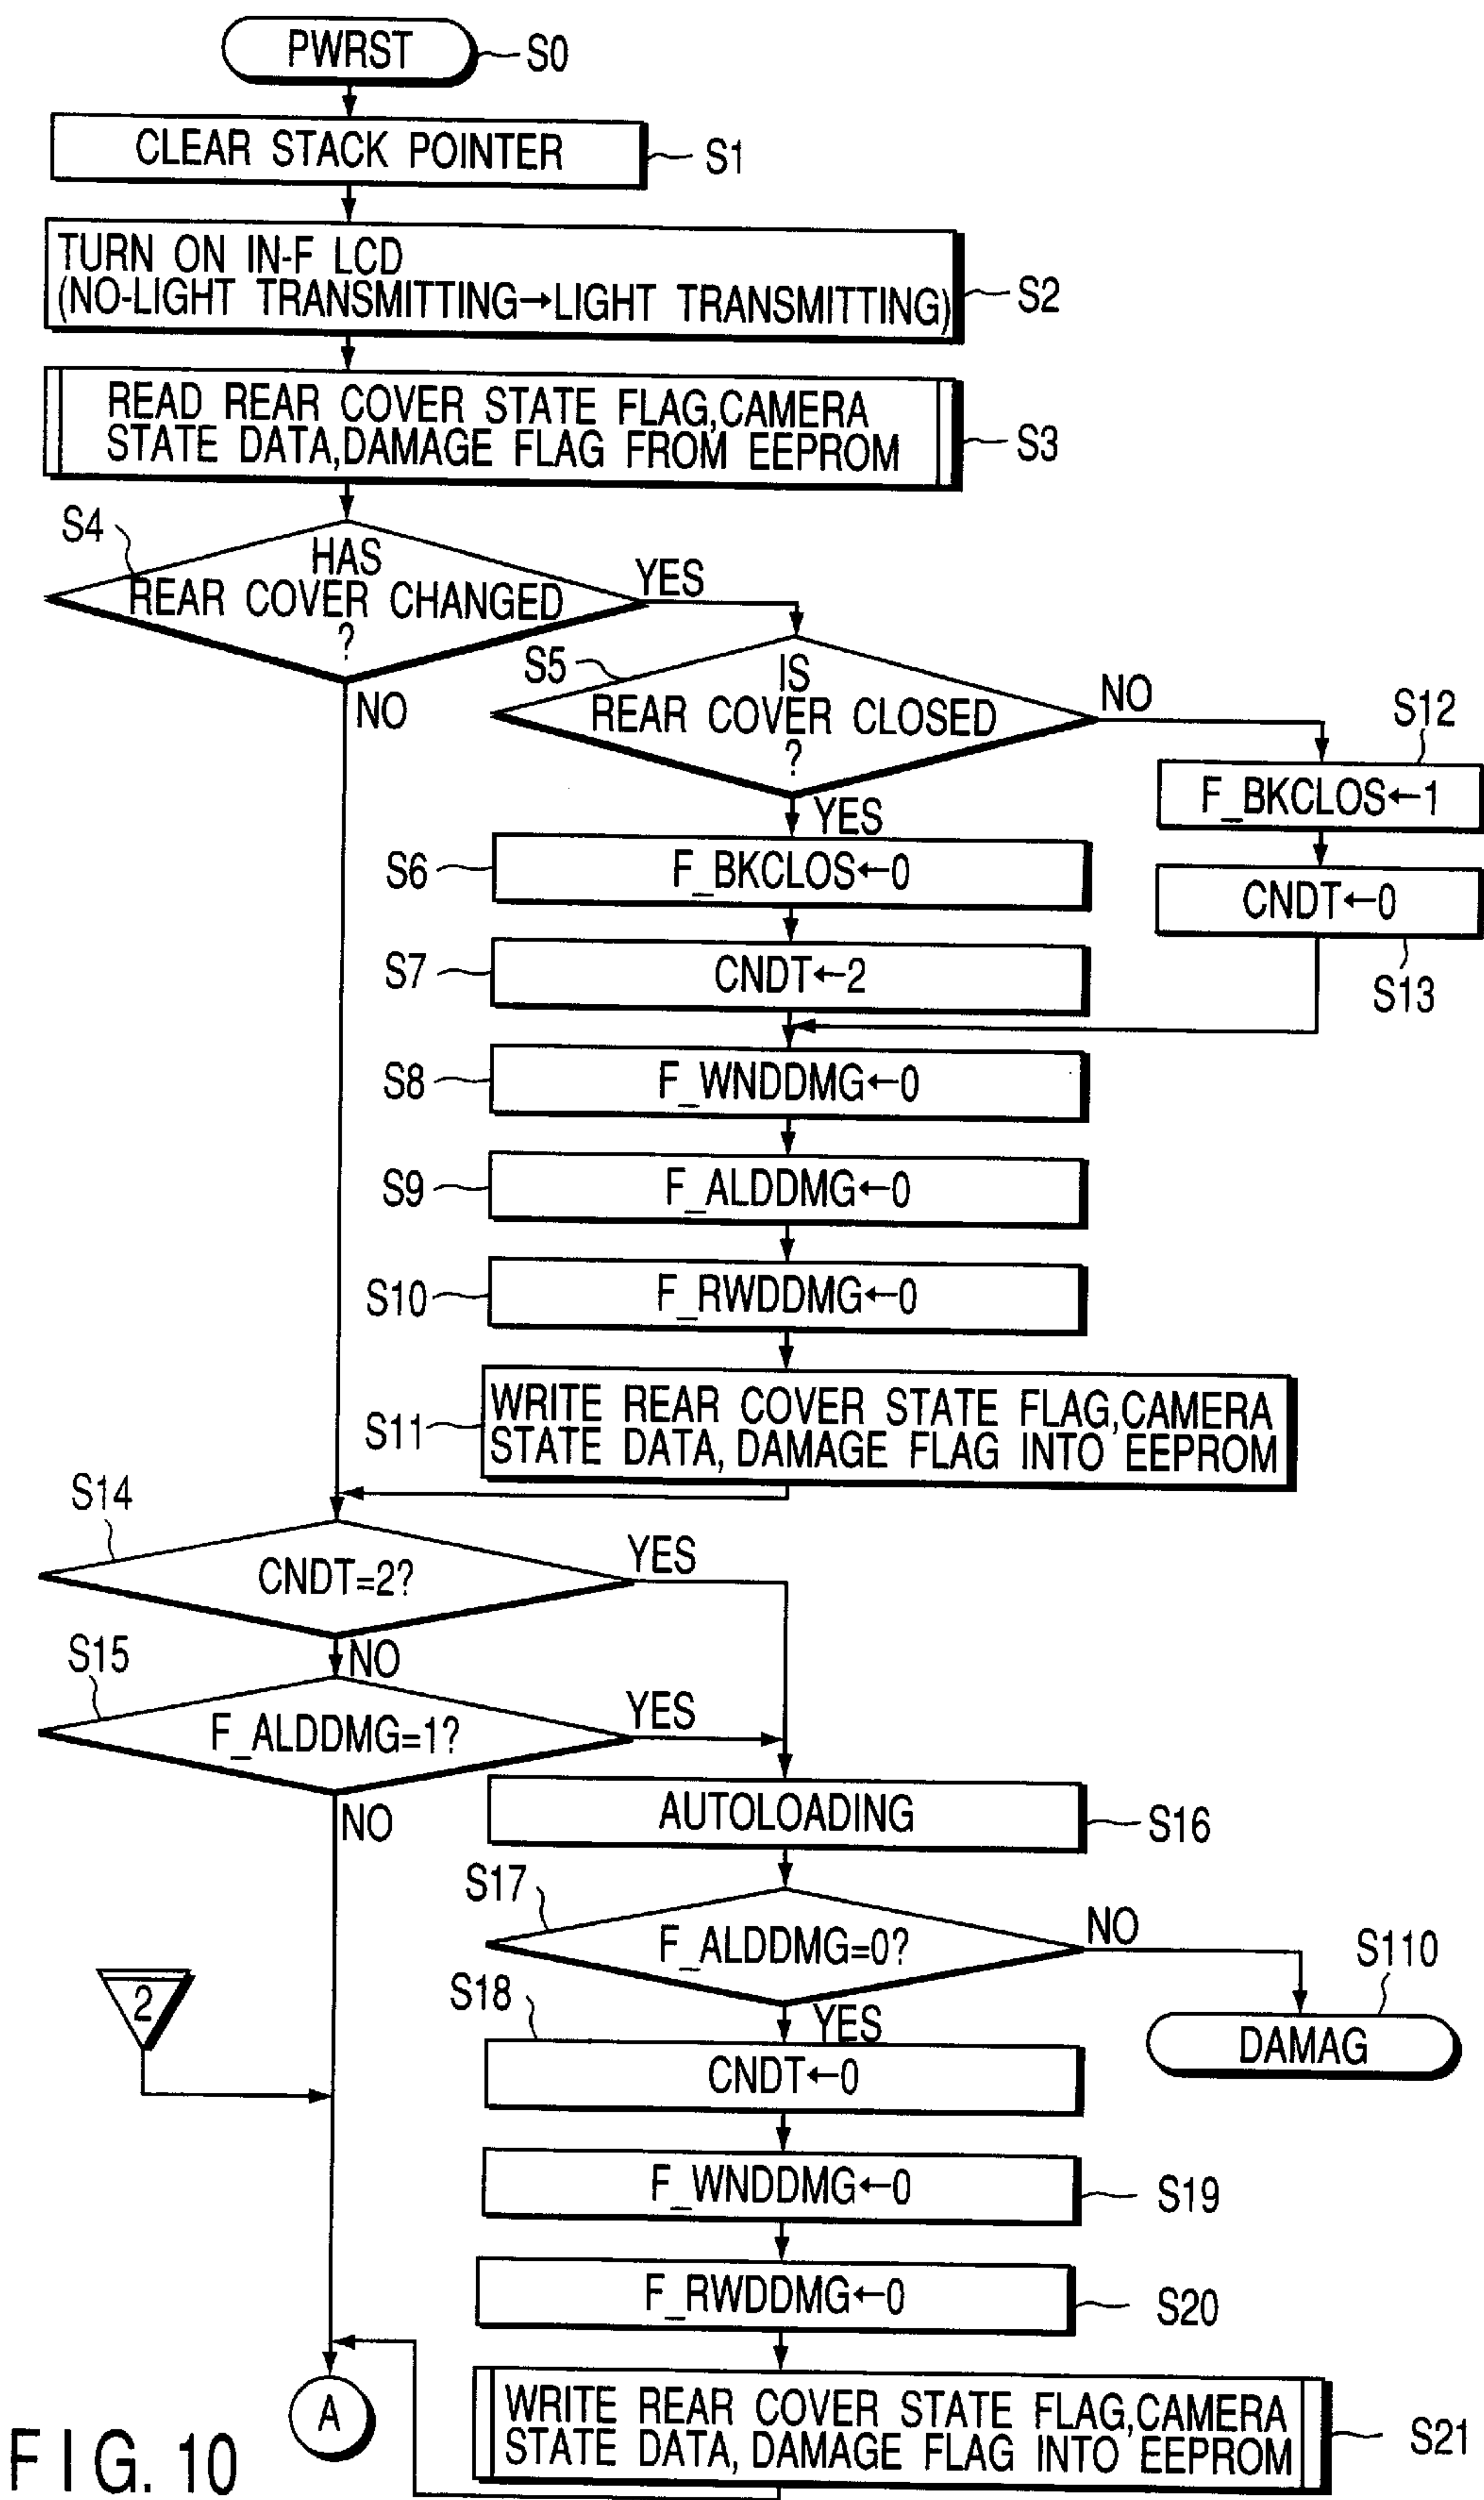 PWRST
S0
CLEAR STACK POINTER
S1
TURN ON IN-F LCD
(NO-LIGHT TRANSMITTING→LIGHT TRANSMITTING)
S2
READ REAR COVER STATE FLAG,CAMERA
STATE DATA,DAMAGE FLAG FROM EEPROM
S3
S4
HAS
REAR COVER CHANGED
?
YES
NO
S5
IS
REAR COVER CLOSED
?
NO
YES
S12
F_BKCLOS←1
S6
F_BKCLOS←0
CNDT←0
S13
S7
CNDT←2
S8
F_WNDDMG←0
S9
F_ALDDMG←0
S10
F_RWDDMG←0
S11
WRITE REAR COVER STATE FLAG,CAMERA
STATE DATA,DAMAGE FLAG INTO EEPROM
S14
CNDT=2?
YES
NO
S15
F_ALDDMG=1?
YES
NO
AUTOLOADING
S16
S17
F_ALDDMG=0?
NO
YES
S110
DAMAG
2
S18
CNDT←0
F_WNDDMG←0
S19
F_RWDDMG←0
S20
A
WRITE REAR COVER STATE FLAG,CAMERA
STATE DATA,DAMAGE FLAG INTO EEPROM
S21
FIG. 10